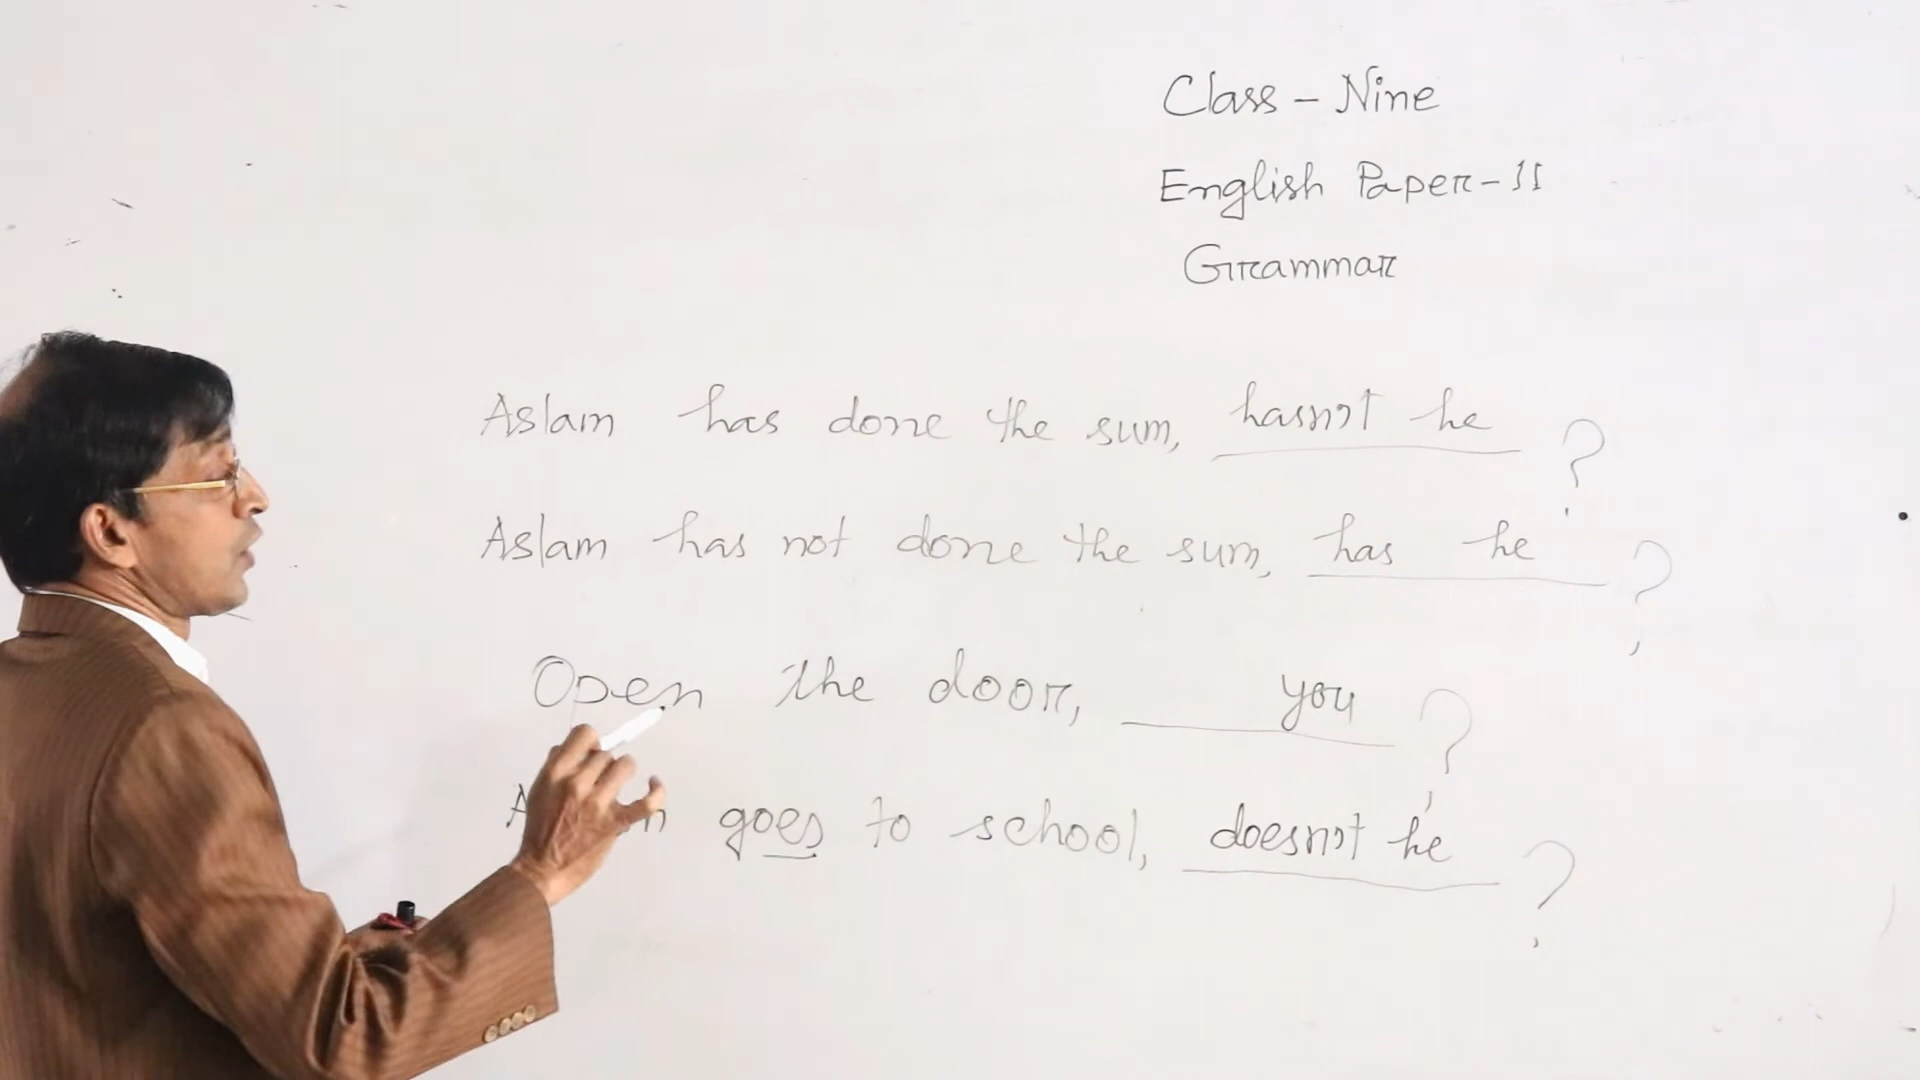 Class - Nine
English Paper - II
Grammar
Aslam has done the sum, hasn't he ?
Aslam has not done the sum, has he ?
Open the door, you ?
goes to school, doesn't he ?